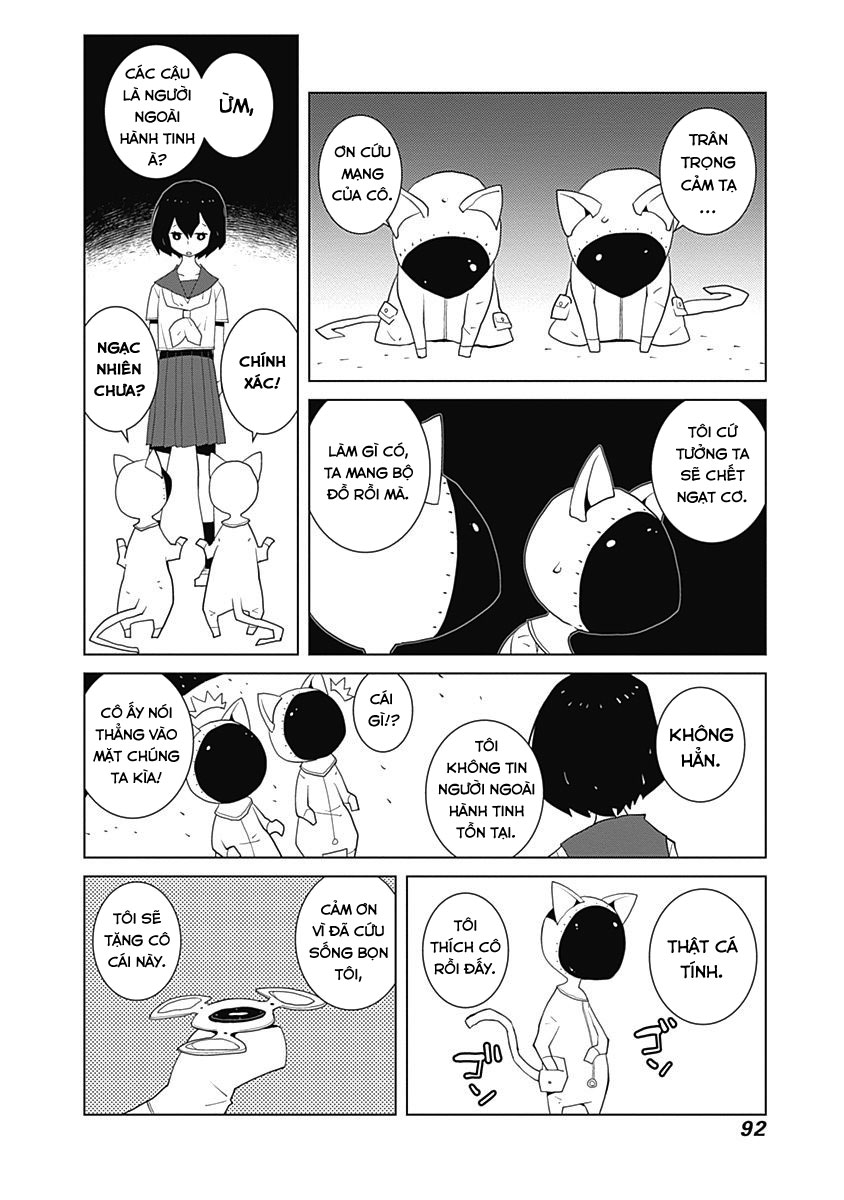 TRÂN
TRỌNG
CẢM TẠ
...
ƠN CỨU
MẠNG
CỦA CÔ.
TÔI CỨ
TƯỞNG TA
SẼ CHẾT
NGẠT CƠ.
LÀM GÌ CÓ,
TA MANG BỘ
ĐỒ RỒI MÀ.
ỪM,
CÁC CẬU
LÀ NGƯỜI
NGOÀI
HÀNH TINH
À?
CHÍNH
XÁC!
NGẠC
NHIÊN
CHƯA?
KHÔNG
HẲN.
TÔI
KHÔNG TIN
NGƯỜI NGOÀI
HÀNH TINH
TỒN TẠI.
CÁI
GÌ!?
CÔ ẤY NÓI
THẲNG VÀO
MẶT CHÚNG
TA KÌA!
THẬT CÁ
TÍNH.
TÔI
THÍCH CÔ
RỒI ĐẤY.
ゴソ
ゴソ
CẢM ƠN
VÌ ĐÃ CỨU
SỐNG BỌN
TÔI,
TÔI SẼ
TẶNG CÔ
CÁI NÀY.
92